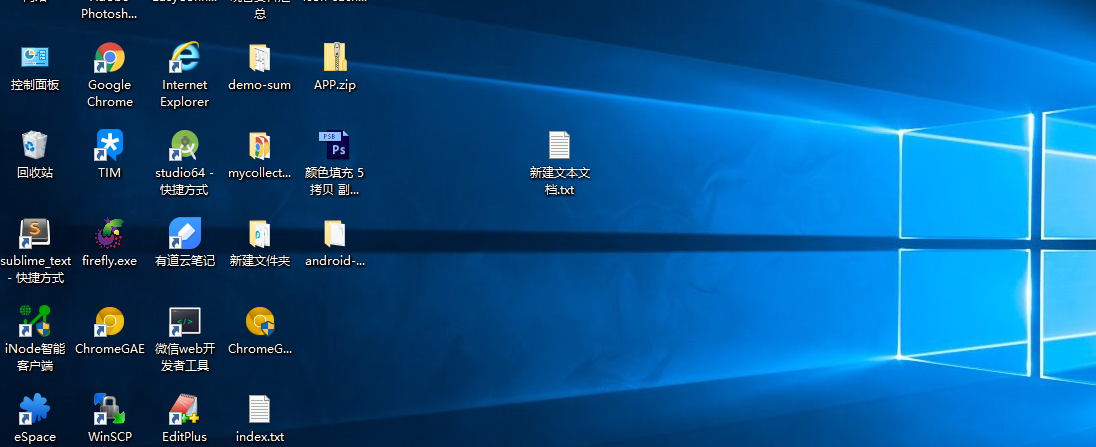 Photosh...
总
控制面板
Google
Chrome
Internet
Explorer
demo-sum
APP.zip
回收站
TIM
studio64 -
快捷方式
mycollect...
PSB
Ps
颜色填充 5
拷贝 副...
新建文本文
档.txt
sublime_text
- 快捷方式
firefly.exe
有道云笔记
新建文件夹
android-...
iNode智能
客户端
ChromeGAE
微信web开
发者工具
ChromeG...
eSpace
WinSCP
EditPlus
index.txt